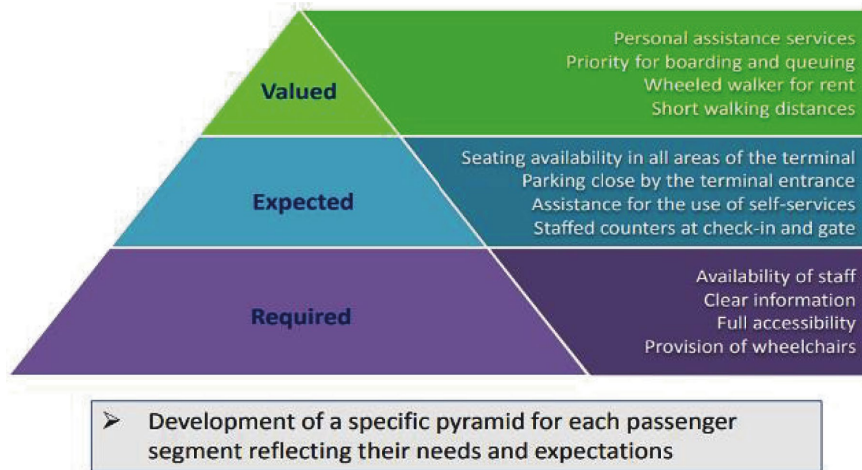 Valued
Personal assistance services
Priority for boarding and queuing
Wheeled walker for rent
Short walking distances
Expected
Seating availability in all areas of the terminal
Parking close by the terminal entrance
Assistance for the use of self-services
Staffed counters at check-in and gate
Required
Availability of staff
Clear information
Full accessibility
Provision of wheelchairs
➤ Development of a specific pyramid for each passenger
segment reflecting their needs and expectations